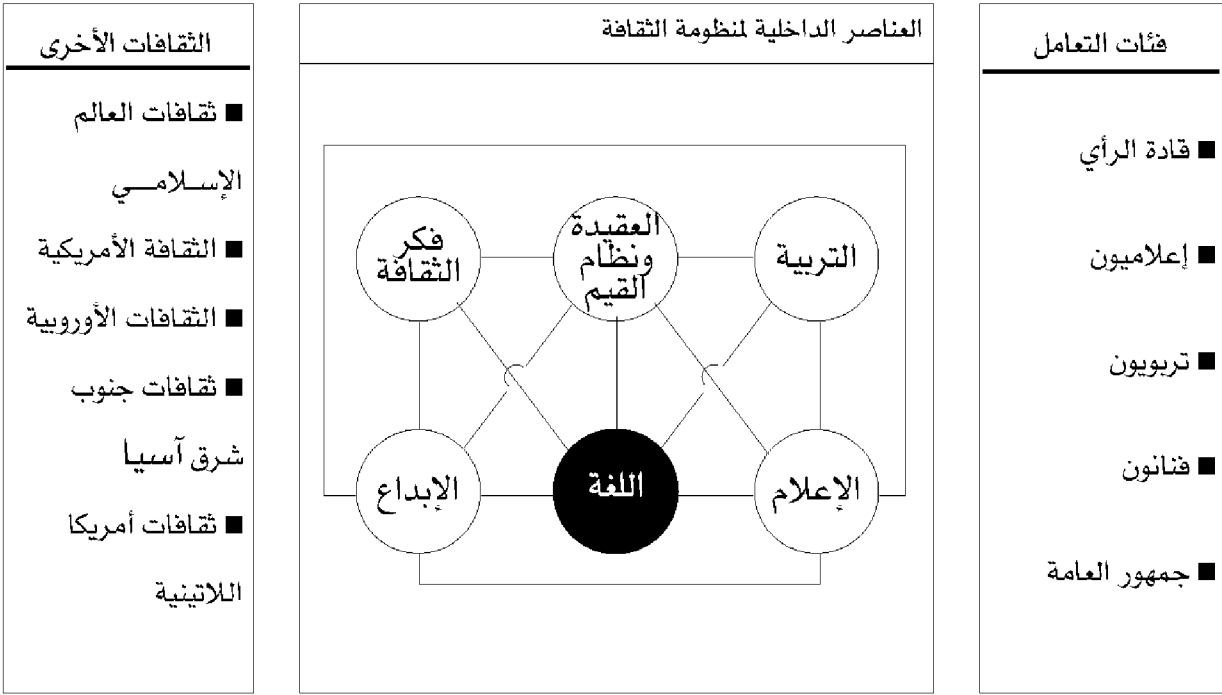 فئات التعامل
■ قادة الرأي
■ إعلاميون
■ تربويون
■ فنانون
■ جمهور العامة
العناصر الداخلية لمنظومة الثقافة
التربية
العقيدة
ونظام
القيم
فكر
الثقافة
الإعلام
اللغة
الإبداع
الثقافات الأخرى
■ ثقافات العالم
الإسـلامـــي
■ الثقافة الأمريكية
■ الثقافات الأوروبية
■ ثقافات جنوب
شرق آسيا
■ ثقافات أمريكا
اللاتينية